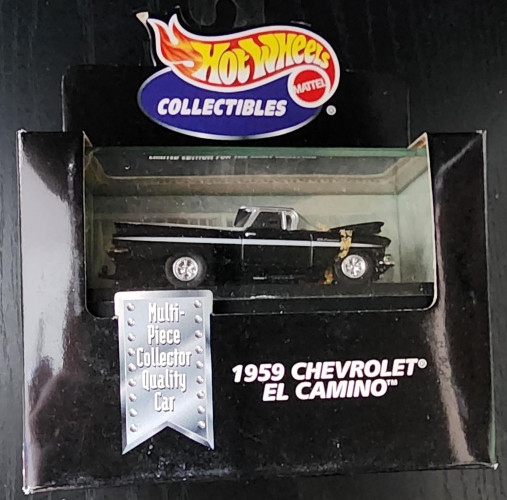 HOT WHEELS
MATTEL
COLLECTIBLES ®
Multi-
Piece
Collector
Quality
Car
1959 CHEVROLET®
EL CAMINO™